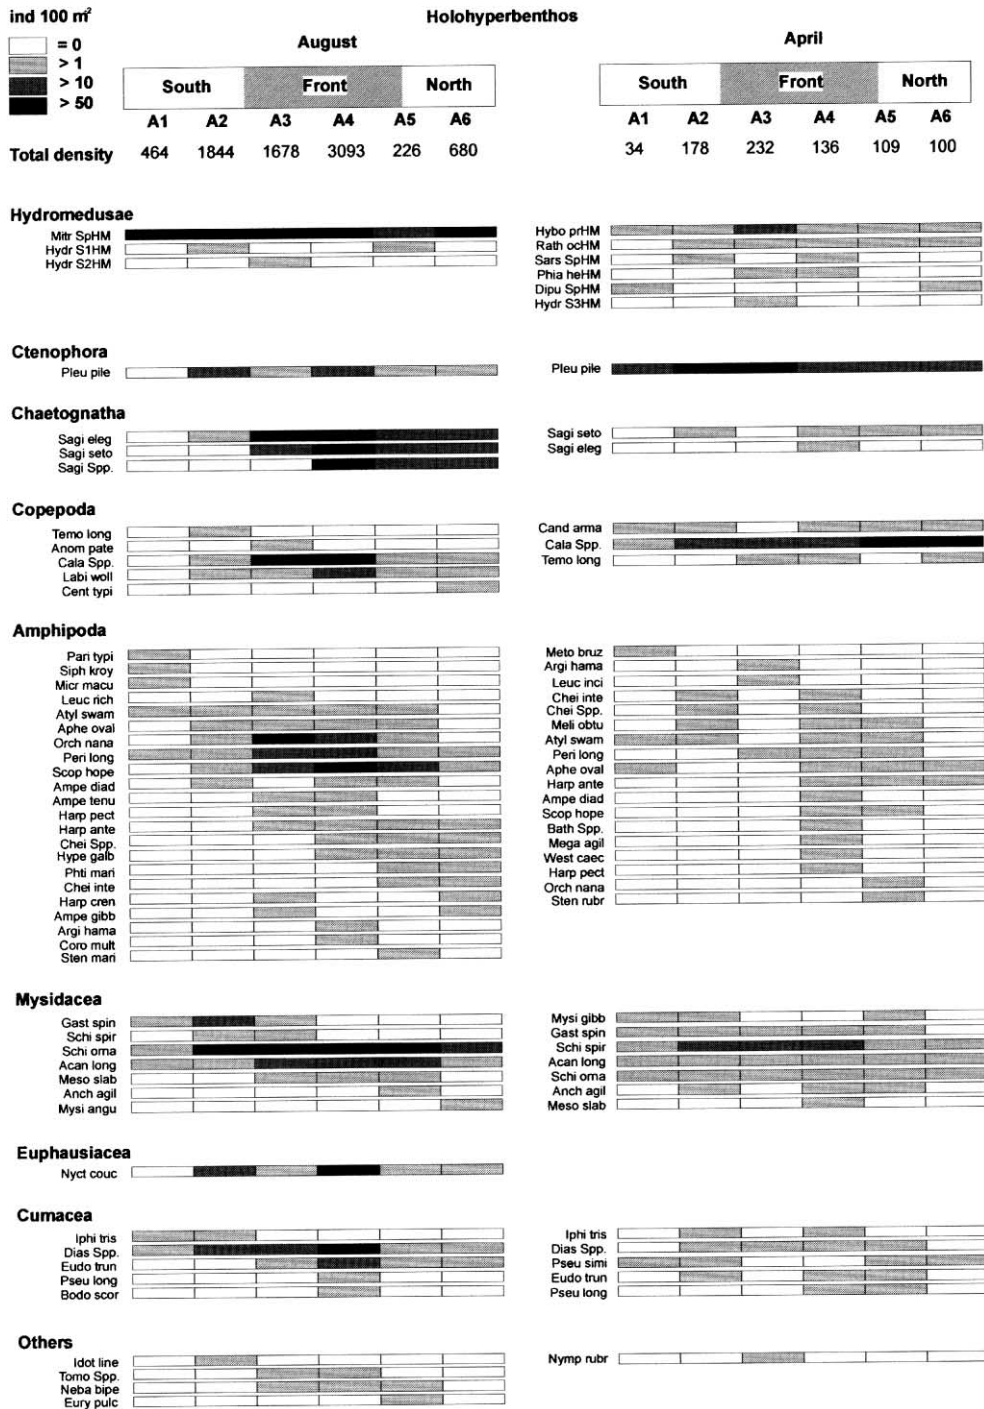 ind 100 m²
Holohyperbenthos
= 0
> 1
> 10
> 50
August
April
South Front North
South Front North
A1 A2 A3 A4 A5 A6
A1 A2 A3 A4 A5 A6
Total density 464 1844 1678 3093 226 680
34 178 232 136 109 100
Hydromedusae
Mitr SpHM
Hydr S1HM
Hydr S2HM
Hybo prHM
Rath ocHM
Sars SpHM
Phia heHM
Dipu SpHM
Hydr S3HM
Ctenophora
Pleu pile
Pleu pile
Chaetognatha
Sagi eleg
Sagi seto
Sagi Spp.
Sagi seto
Sagi eleg
Copepoda
Temo long
Anom pate
Cala Spp.
Labi woll
Cent typi
Cand arma
Cala Spp.
Temo long
Amphipoda
Pari typi
Siph kroy
Micr macu
Leuc rich
Atyl swam
Aphe oval
Orch nana
Peri long
Scop hope
Ampe diad
Ampe tenu
Harp pect
Harp ante
Chei Spp.
Hype galb
Phti mari
Chei inte
Harp cren
Ampe gibb
Argi hama
Coro mult
Sten mari
Meto bruz
Argi hama
Leuc inci
Chei inte
Chei Spp.
Meli obtu
Atyl swam
Peri long
Aphe oval
Harp ante
Ampe diad
Scop hope
Bath Spp.
Mega agil
West caec
Harp pect
Orch nana
Sten rubr
Mysidacea
Gast spin
Schi spir
Schi orna
Acan long
Meso slab
Anch agil
Mysi angu
Mysi gibb
Gast spin
Schi spir
Acan long
Schi orna
Anch agil
Meso slab
Euphausiacea
Nyct couc
Cumacea
Iphi tris
Dias Spp.
Eudo trun
Pseu long
Bodo scor
Iphi tris
Dias Spp.
Pseu simi
Eudo trun
Pseu long
Others
Idot line
Tomo Spp.
Neba bipe
Eury pulc
Nymp rubr